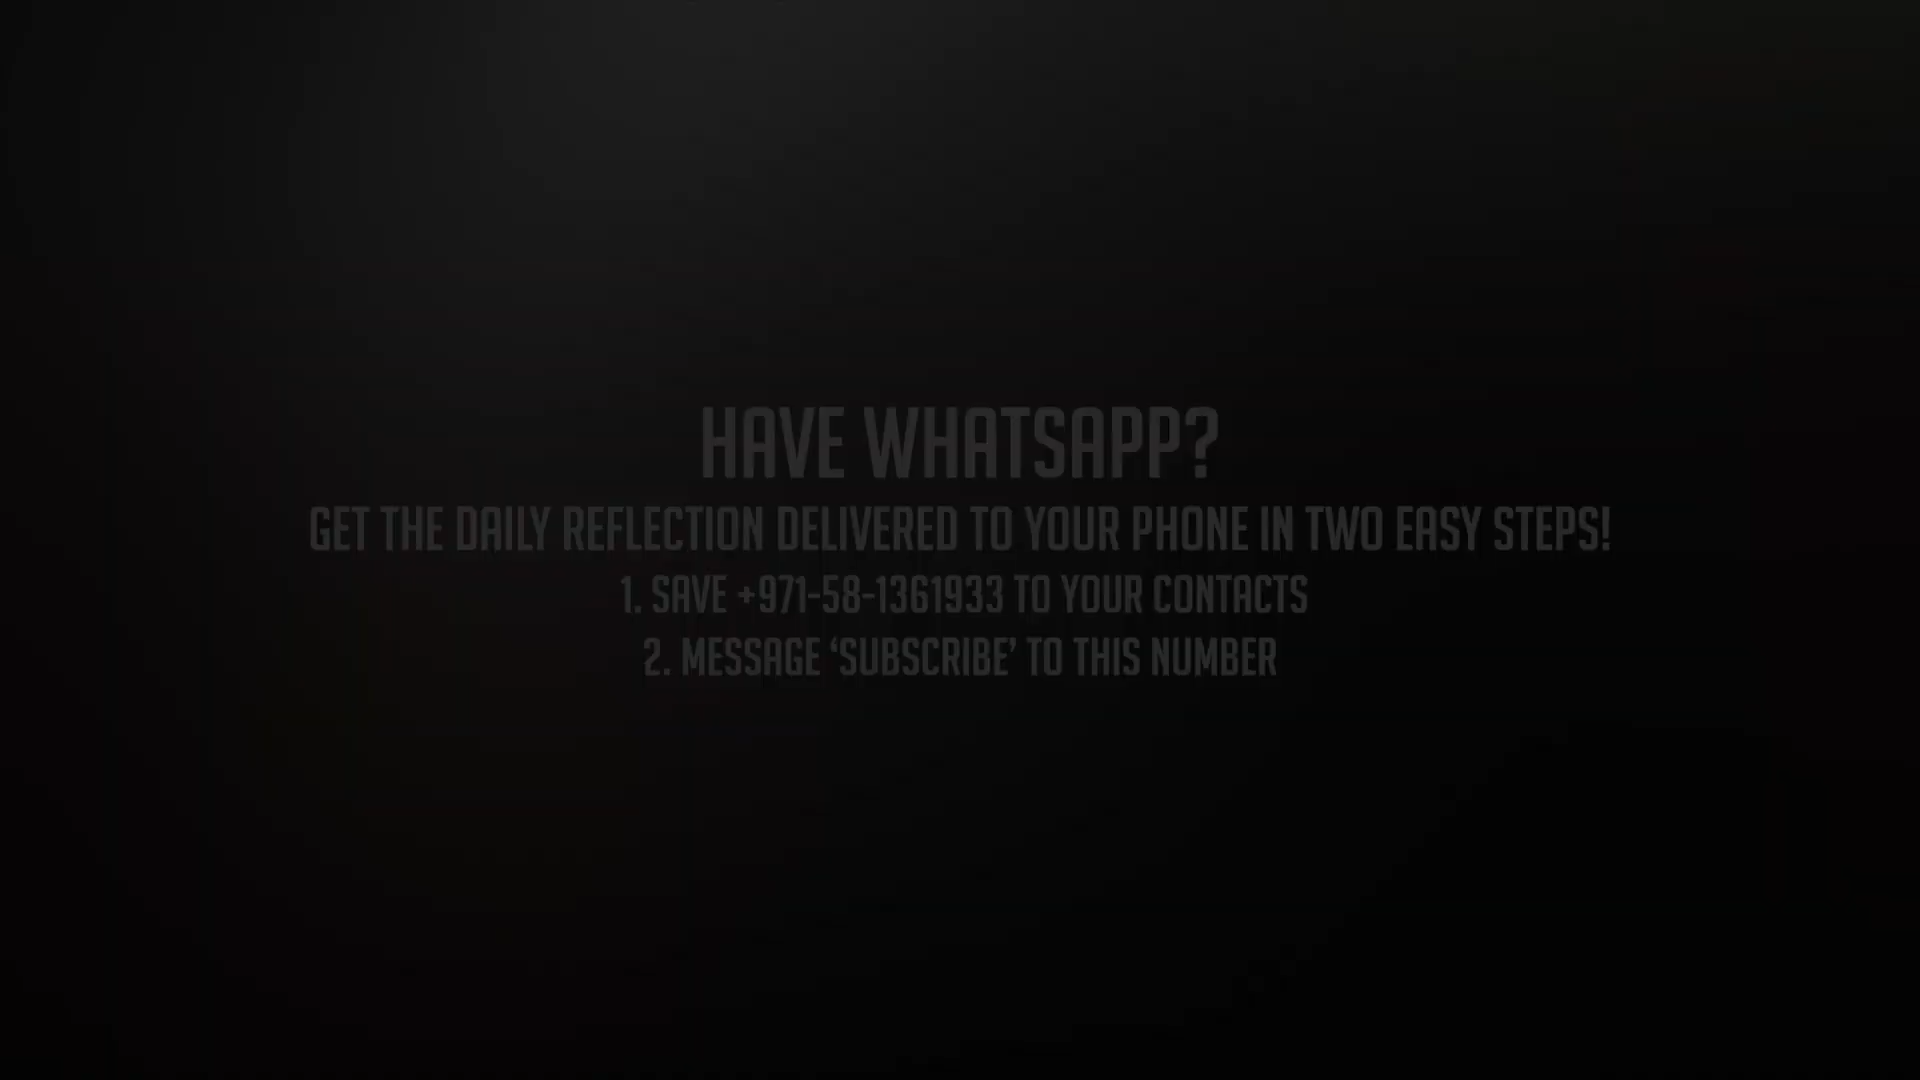 HAVE WHATSAPP?
GET THE DAILY REFLECTION DELIVERED TO YOUR PHONE IN TWO EASY STEPS!
1. SAVE +971-58-1361933 TO YOUR CONTACTS
2. MESSAGE ‘SUBSCRIBE’ TO THIS NUMBER